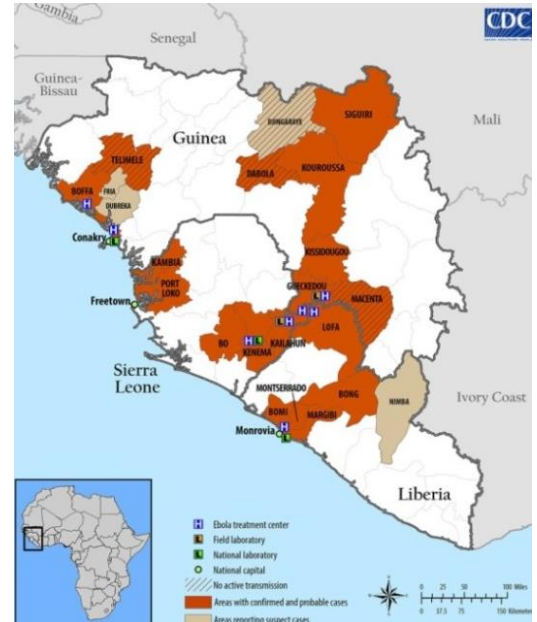 Gambia
CDC
Senegal
Guinea-
Bissau
Mali
Guinea
SIGUIRI
TELIMELE
DABOLA
KOUROUSSA
BOFFA
FRIA
DUBREKA
H
H
Conakry
L
KISSIDOUGOU
KAMBIA
GUECKEDOU
L H
MACENTA
PORT
LOKO
Freetown
H H
L H
LOFA
BO
H L
KAILAHUN
KENEMA
Sierra
Leone
MONTSERRADO
BONG
Ivory Coast
NIMBA
BOMI
MARGIBI
H
Monrovia
L
Liberia
H Ebola treatment center
L Field laboratory
L National laboratory
National capital
No active transmission
Areas with confirmed and probable cases
Areas reporting suspect cases
0 25 50 100 Miles
0 37.5 75 150 Kilometers